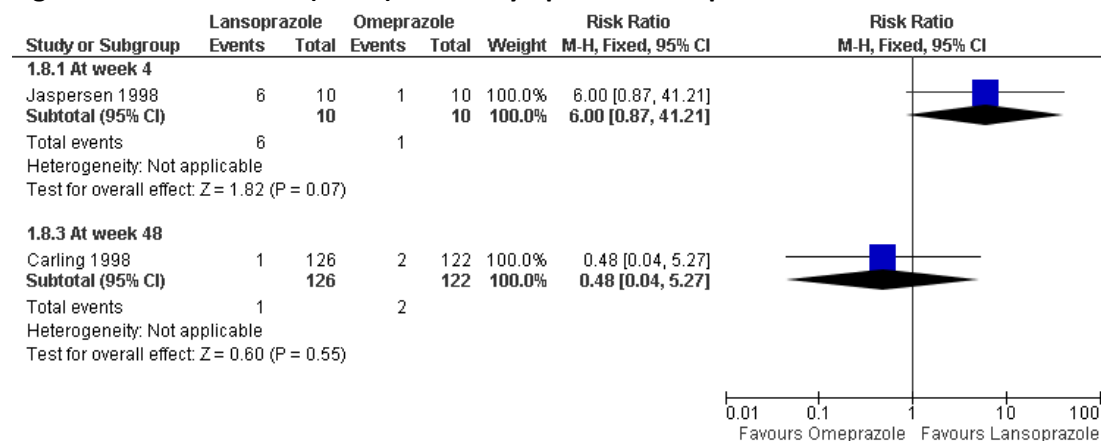 Lansoprazole Omeprazole Risk Ratio Risk Ratio
Study or Subgroup Events Total Events Total Weight M-H, Fixed, 95% CI M-H, Fixed, 95% CI
1.8.1 At week 4
Jaspersen 1998 6 10 1 10 100.0% 6.00 [0.87, 41.21]
Subtotal (95% CI) 10 10 100.0% 6.00 [0.87, 41.21]
Total events 6 1
Heterogeneity: Not applicable
Test for overall effect: Z = 1.82 (P = 0.07)
1.8.3 At week 48
Carling 1998 1 126 2 122 100.0% 0.48 [0.04, 5.27]
Subtotal (95% CI) 126 122 100.0% 0.48 [0.04, 5.27]
Total events 1 2
Heterogeneity: Not applicable
Test for overall effect: Z = 0.60 (P = 0.55)
0.01 0.1 1 10 100
Favours Omeprazole Favours Lansoprazole